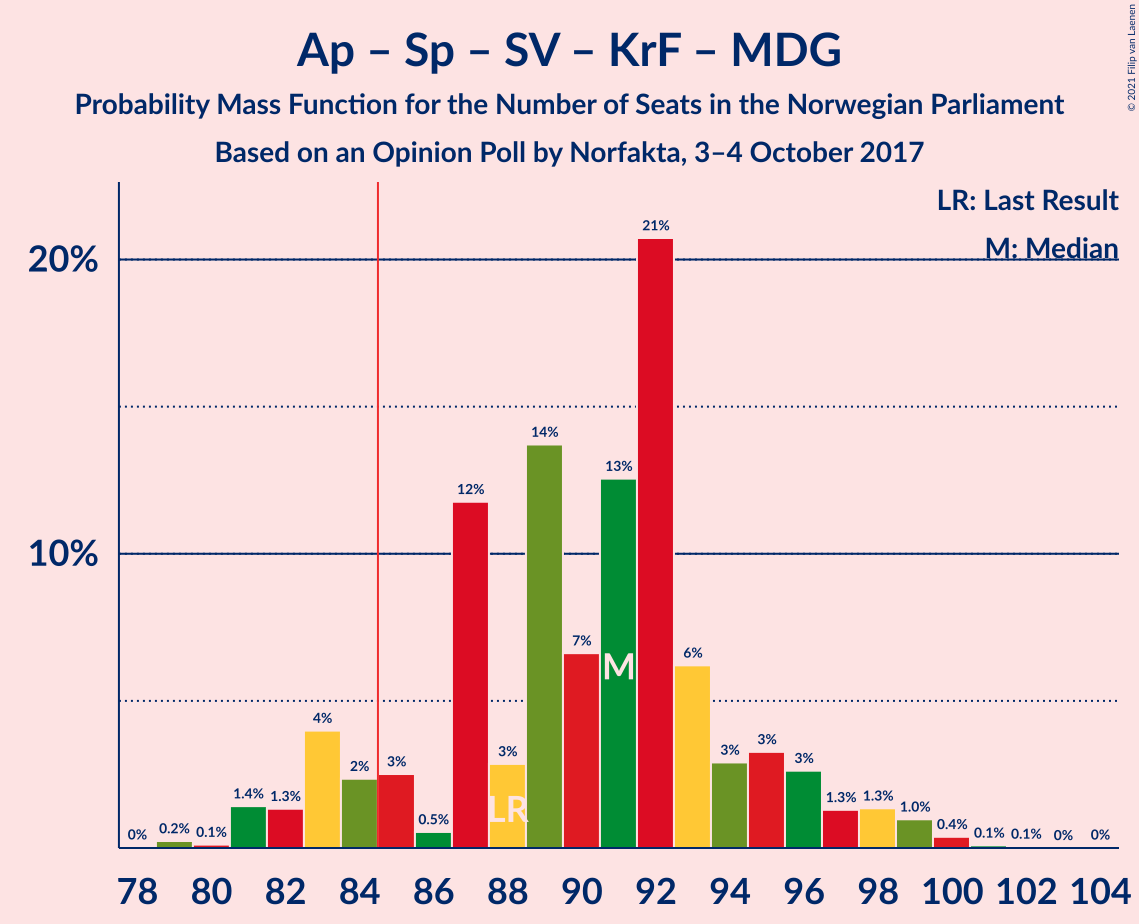 Ap – Sp – SV – KrF – MDG
Probability Mass Function for the Number of Seats in the Norwegian Parliament
Based on an Opinion Poll by Norfakta, 3–4 October 2017
© 2021 Filip van Laenen
LR: Last Result
M: Median
20%
10%
0% 0.2% 0.1% 1.4% 1.3% 4% 2% 3% 0.5% 12% 3% 14% 7% 13% 21% 6% 3% 3% 3% 1.3% 1.3% 1.0% 0.4% 0.1% 0.1% 0% 0%
M
LR
78 80 82 84 86 88 90 92 94 96 98 100 102 104